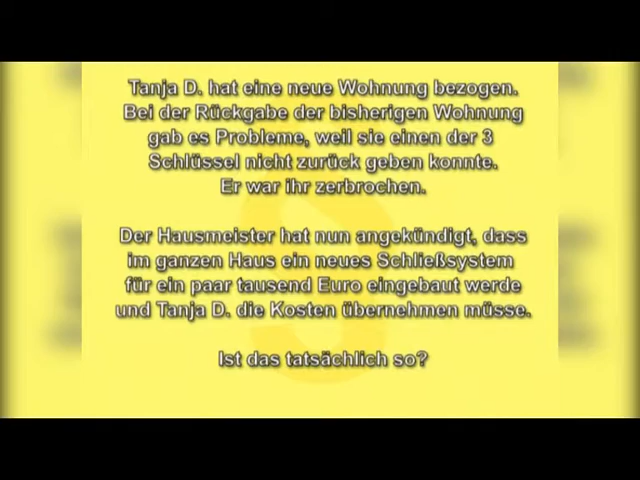 Tanja D. hat eine neue Wohnung bezogen.
Bei der Rückgabe der bisherigen Wohnung
gab es Probleme, weil sie einen der 3
Schlüssel nicht zurück geben konnte.
Er war ihr zerbrochen.
Der Hausmeister hat nun angekündigt, dass
im ganzen Haus ein neues Schließsystem
für ein paar tausend Euro eingebaut werde
und Tanja D. die Kosten übernehmen müsse.
Ist das tatsächlich so?